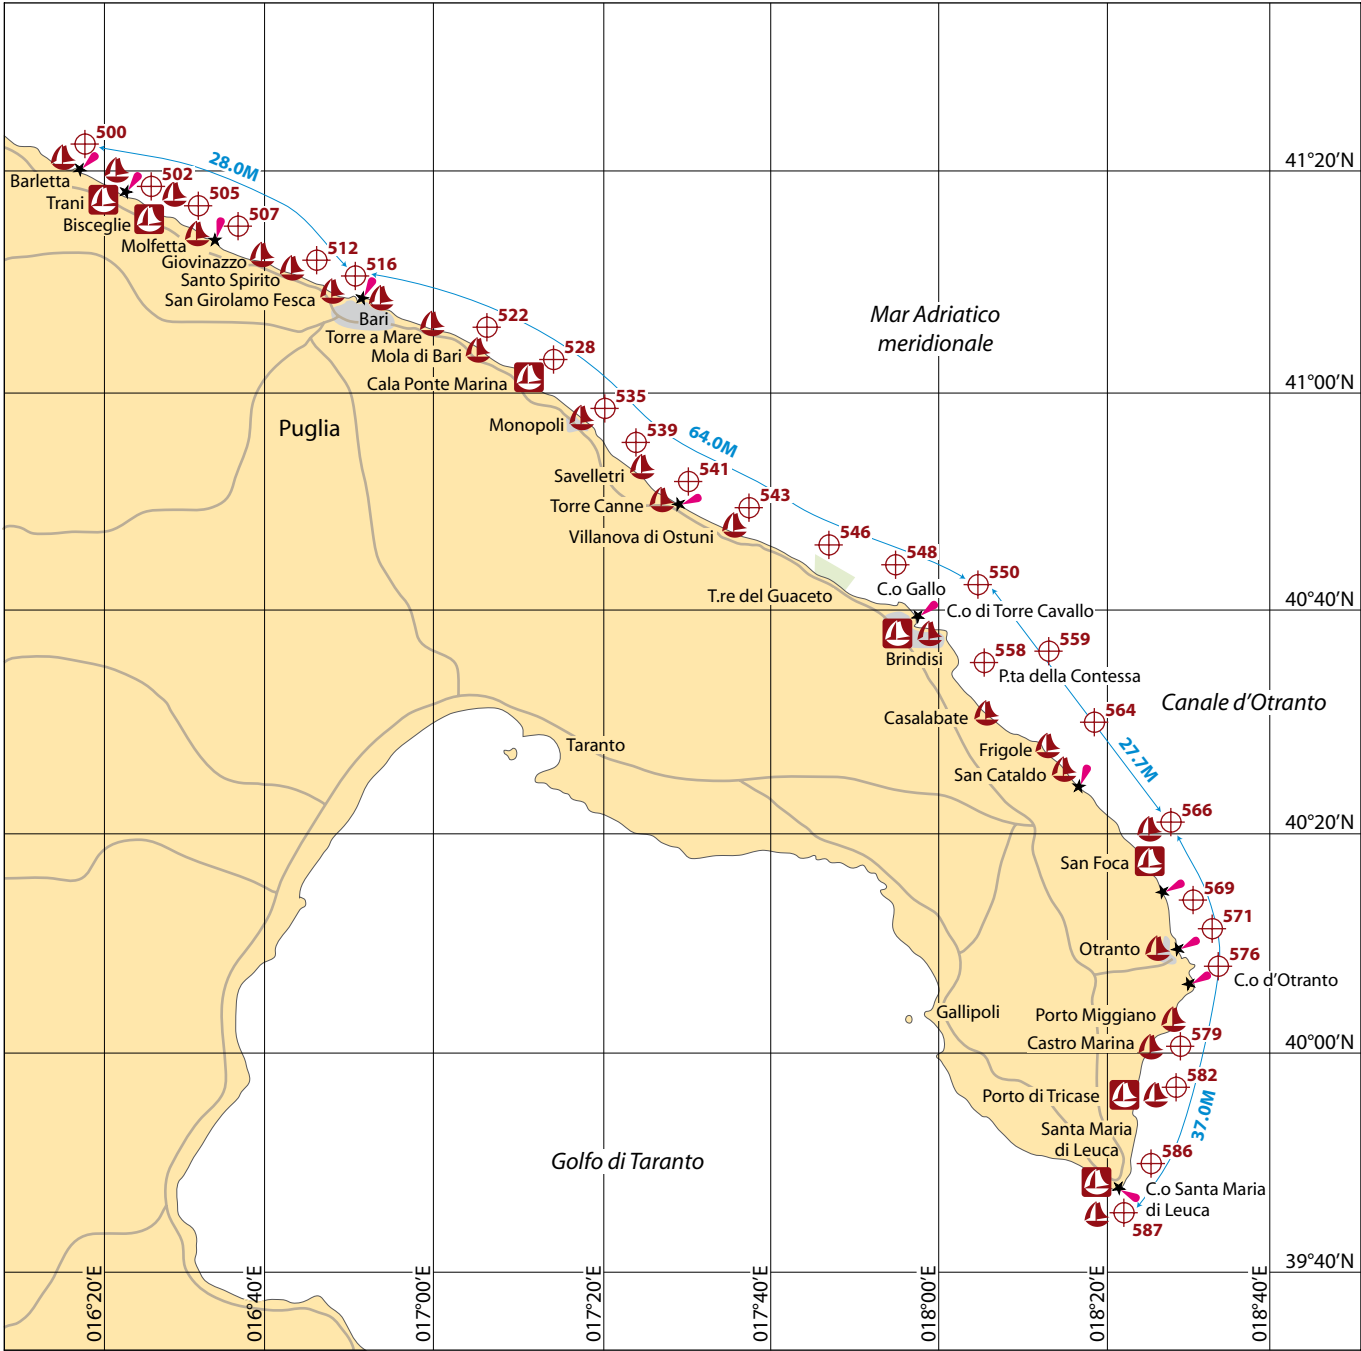 500
28.0M
41°20’N
Barletta
502
Trani
505
Bisceglie
507
Molfetta
Giovinazzo
512
Santo Spirito
516
San Girolamo Fesca
Bari
Mar Adriatico
meridionale
522
Torre a Mare
Mola di Bari
528
Cala Ponte Marina
41°00’N
535
Monopoli
Puglia
539
64.0M
Savelletri
541
Torre Canne
543
Villanova di Ostuni
546
548
550
C.o Gallo
T.re del Guaceto
40°40’N
C.o di Torre Cavallo
Brindisi
558
559
P.ta della Contessa
Canale d’Otranto
564
Casalabate
Taranto
Frigole
27.7M
San Cataldo
566
40°20’N
San Foca
569
571
Otranto
576
C.o d’Otranto
Gallipoli
Porto Miggiano
579
Castro Marina
40°00’N
582
Porto di Tricase
37.0M
Santa Maria
di Leuca
586
Golfo di Taranto
C.o Santa Maria
di Leuca
587
39°40’N
016°20’E
016°40’E
017°00’E
017°20’E
017°40’E
018°00’E
018°20’E
018°40’E